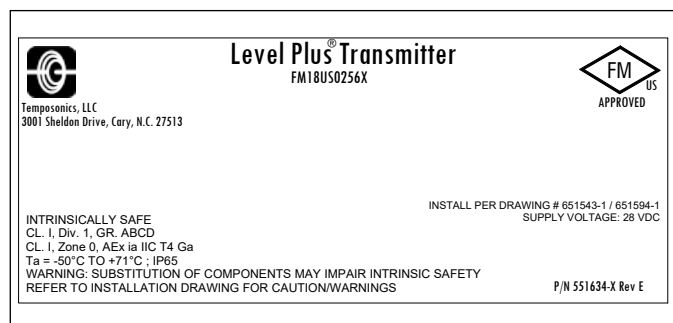 Level Plus® Transmitter
FM18US0256X
FM
US
APPROVED
Temposonics, LLC
3001 Sheldon Drive, Cary, N.C. 27513
INSTALL PER DRAWING # 651543-1 / 651594-1
SUPPLY VOLTAGE: 28 VDC
INTRINSICALLY SAFE
CL. I, Div. 1, GR. ABCD
CL. I, Zone 0, AEx ia IIC T4 Ga
Ta = -50°C TO +71°C ; IP65
WARNING: SUBSTITUTION OF COMPONENTS MAY IMPAIR INTRINSIC SAFETY
REFER TO INSTALLATION DRAWING FOR CAUTION/WARNINGS
P/N 551634-X Rev E